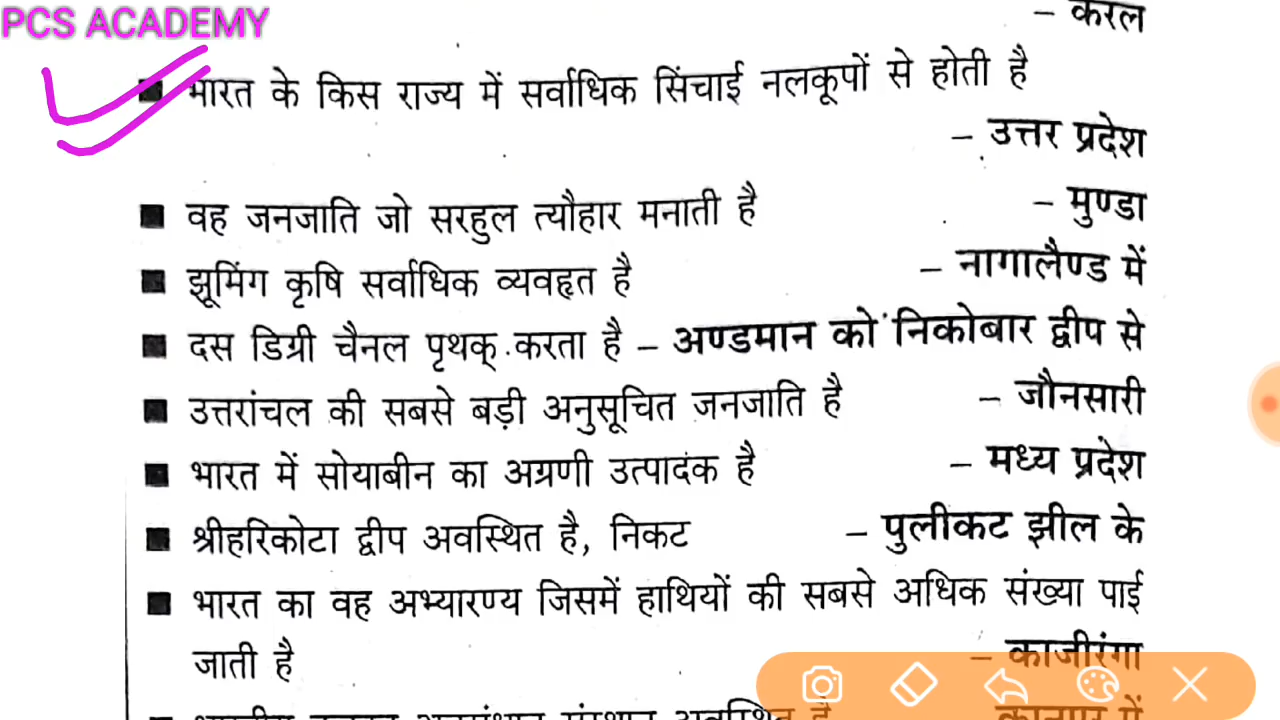 PCS ACADEMY
– करल
■ भारत के किस राज्य में सर्वाधिक सिंचाई नलकूपों से होती है
– उत्तर प्रदेश
■ वह जनजाति जो सरहुल त्यौहार मनाती है – मुण्डा
■ झूमिंग कृषि सर्वाधिक व्यवहृत है – नागालैण्ड में
■ दस डिग्री चैनल पृथक् करता है – अण्डमान को निकोबार द्वीप से
■ उत्तरांचल की सबसे बड़ी अनुसूचित जनजाति है – जौनसारी
■ भारत में सोयाबीन का अग्रणी उत्पादक है – मध्य प्रदेश
■ श्रीहरिकोटा द्वीप अवस्थित है, निकट – पुलीकट झील के
■ भारत का वह अभ्यारण्य जिसमें हाथियों की सबसे अधिक संख्या पाई
जाती है – काजीरंगा